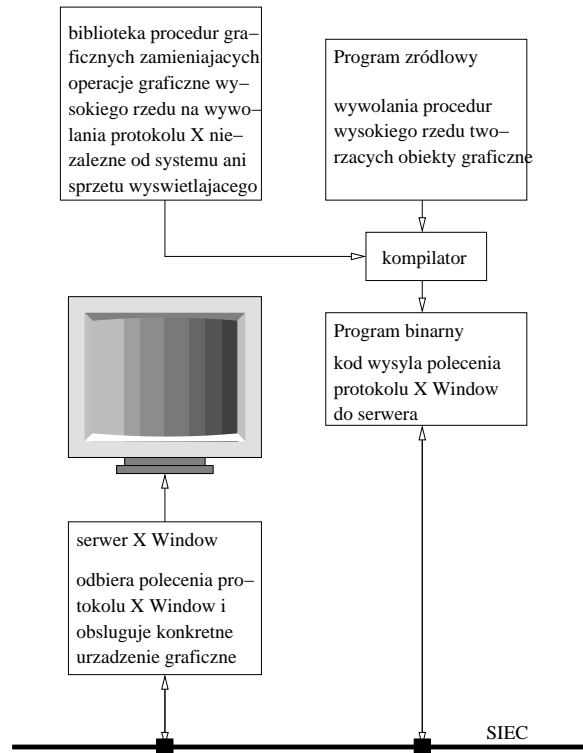 biblioteka procedur gra–
ficznych zamieniajacych
operacje graficzne wy–
sokiego rzedu na wywo–
lania protokolu X nie–
zalezne od systemu ani
sprzetu wyswietlajacego
Program zródlowy
wywolania procedur
wysokiego rzedu two–
rzacych obiekty graficzne
kompilator
Program binarny
kod wysyla polecenia
protokolu X Window
do serwera
serwer X Window
odbiera polecenia pro–
tokolu X Window i
obsluguje konkretne
urzadzenie graficzne
SIEC